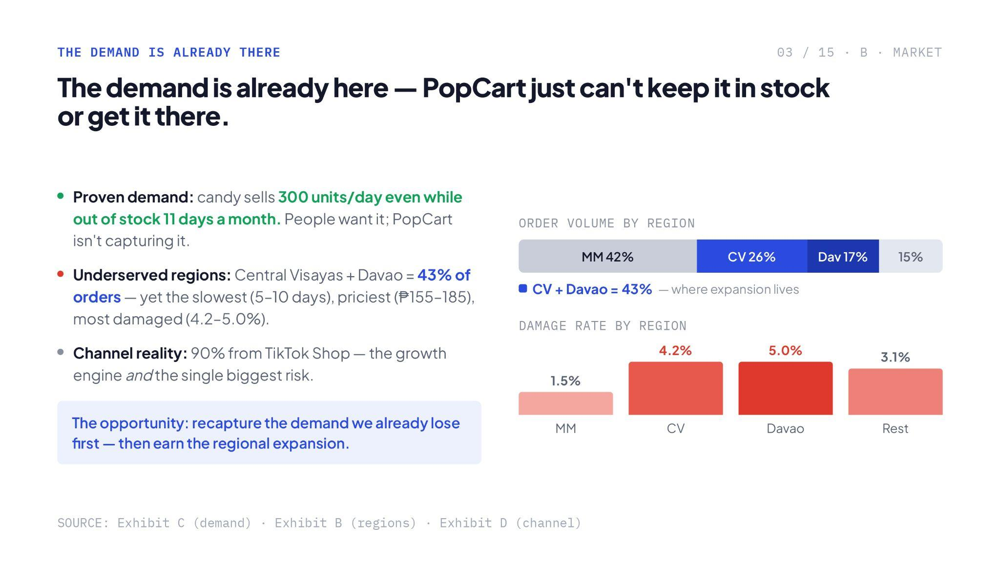 THE DEMAND IS ALREADY THERE
03 / 15 · B · MARKET
The demand is already here — PopCart just can't keep it in stock
or get it there.
Proven demand: candy sells 300 units/day even while
out of stock 11 days a month. People want it; PopCart
isn't capturing it.
Underserved regions: Central Visayas + Davao = 43% of
orders — yet the slowest (5–10 days), priciest (₱155–185),
most damaged (4.2–5.0%).
Channel reality: 90% from TikTok Shop — the growth
engine and the single biggest risk.
The opportunity: recapture the demand we already lose
first — then earn the regional expansion.
ORDER VOLUME BY REGION
MM 42% CV 26% Dav 17% 15%
CV + Davao = 43% — where expansion lives
DAMAGE RATE BY REGION
1.5% 4.2% 5.0% 3.1%
MM CV Davao Rest
SOURCE: Exhibit C (demand) · Exhibit B (regions) · Exhibit D (channel)